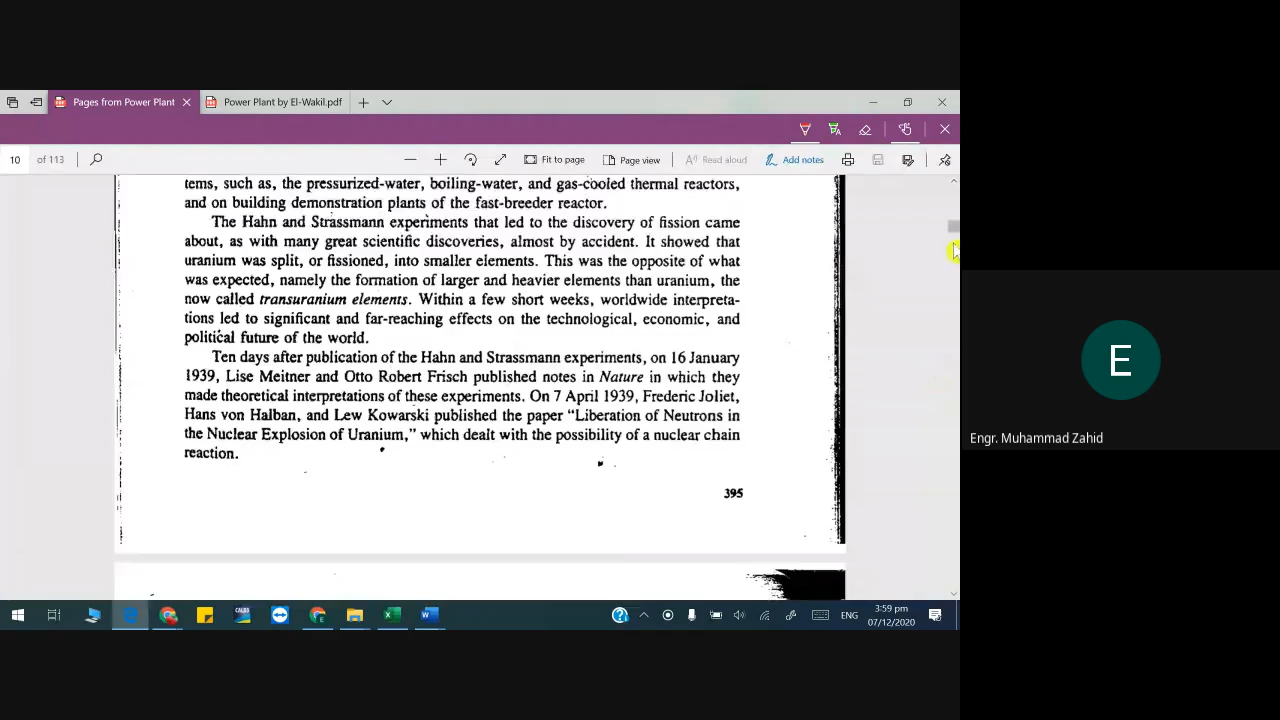 Pages from Power Plant
Power Plant by El-Wakil.pdf
10 of 113
Fit to page
Page view
Read aloud
Add notes
tems, such as, the pressurized-water, boiling-water, and gas-cooled thermal reactors,
and on building demonstration plants of the fast-breeder reactor.
The Hahn and Strassmann experiments that led to the discovery of fission came
about, as with many great scientific discoveries, almost by accident. It showed that
uranium was split, or fissioned, into smaller elements. This was the opposite of what
was expected, namely the formation of larger and heavier elements than uranium, the
now called transuranium elements. Within a few short weeks, worldwide interpreta-
tions led to significant and far-reaching effects on the technological, economic, and
political future of the world.
Ten days after publication of the Hahn and Strassmann experiments, on 16 January
1939, Lise Meitner and Otto Robert Frisch published notes in Nature in which they
made theoretical interpretations of these experiments. On 7 April 1939, Frederic Joliet,
Hans von Halban, and Lew Kowarski published the paper “Liberation of Neutrons in
the Nuclear Explosion of Uranium,” which dealt with the possibility of a nuclear chain
reaction.
395
E
Engr. Muhammad Zahid
ENG
3:59 pm
07/12/2020